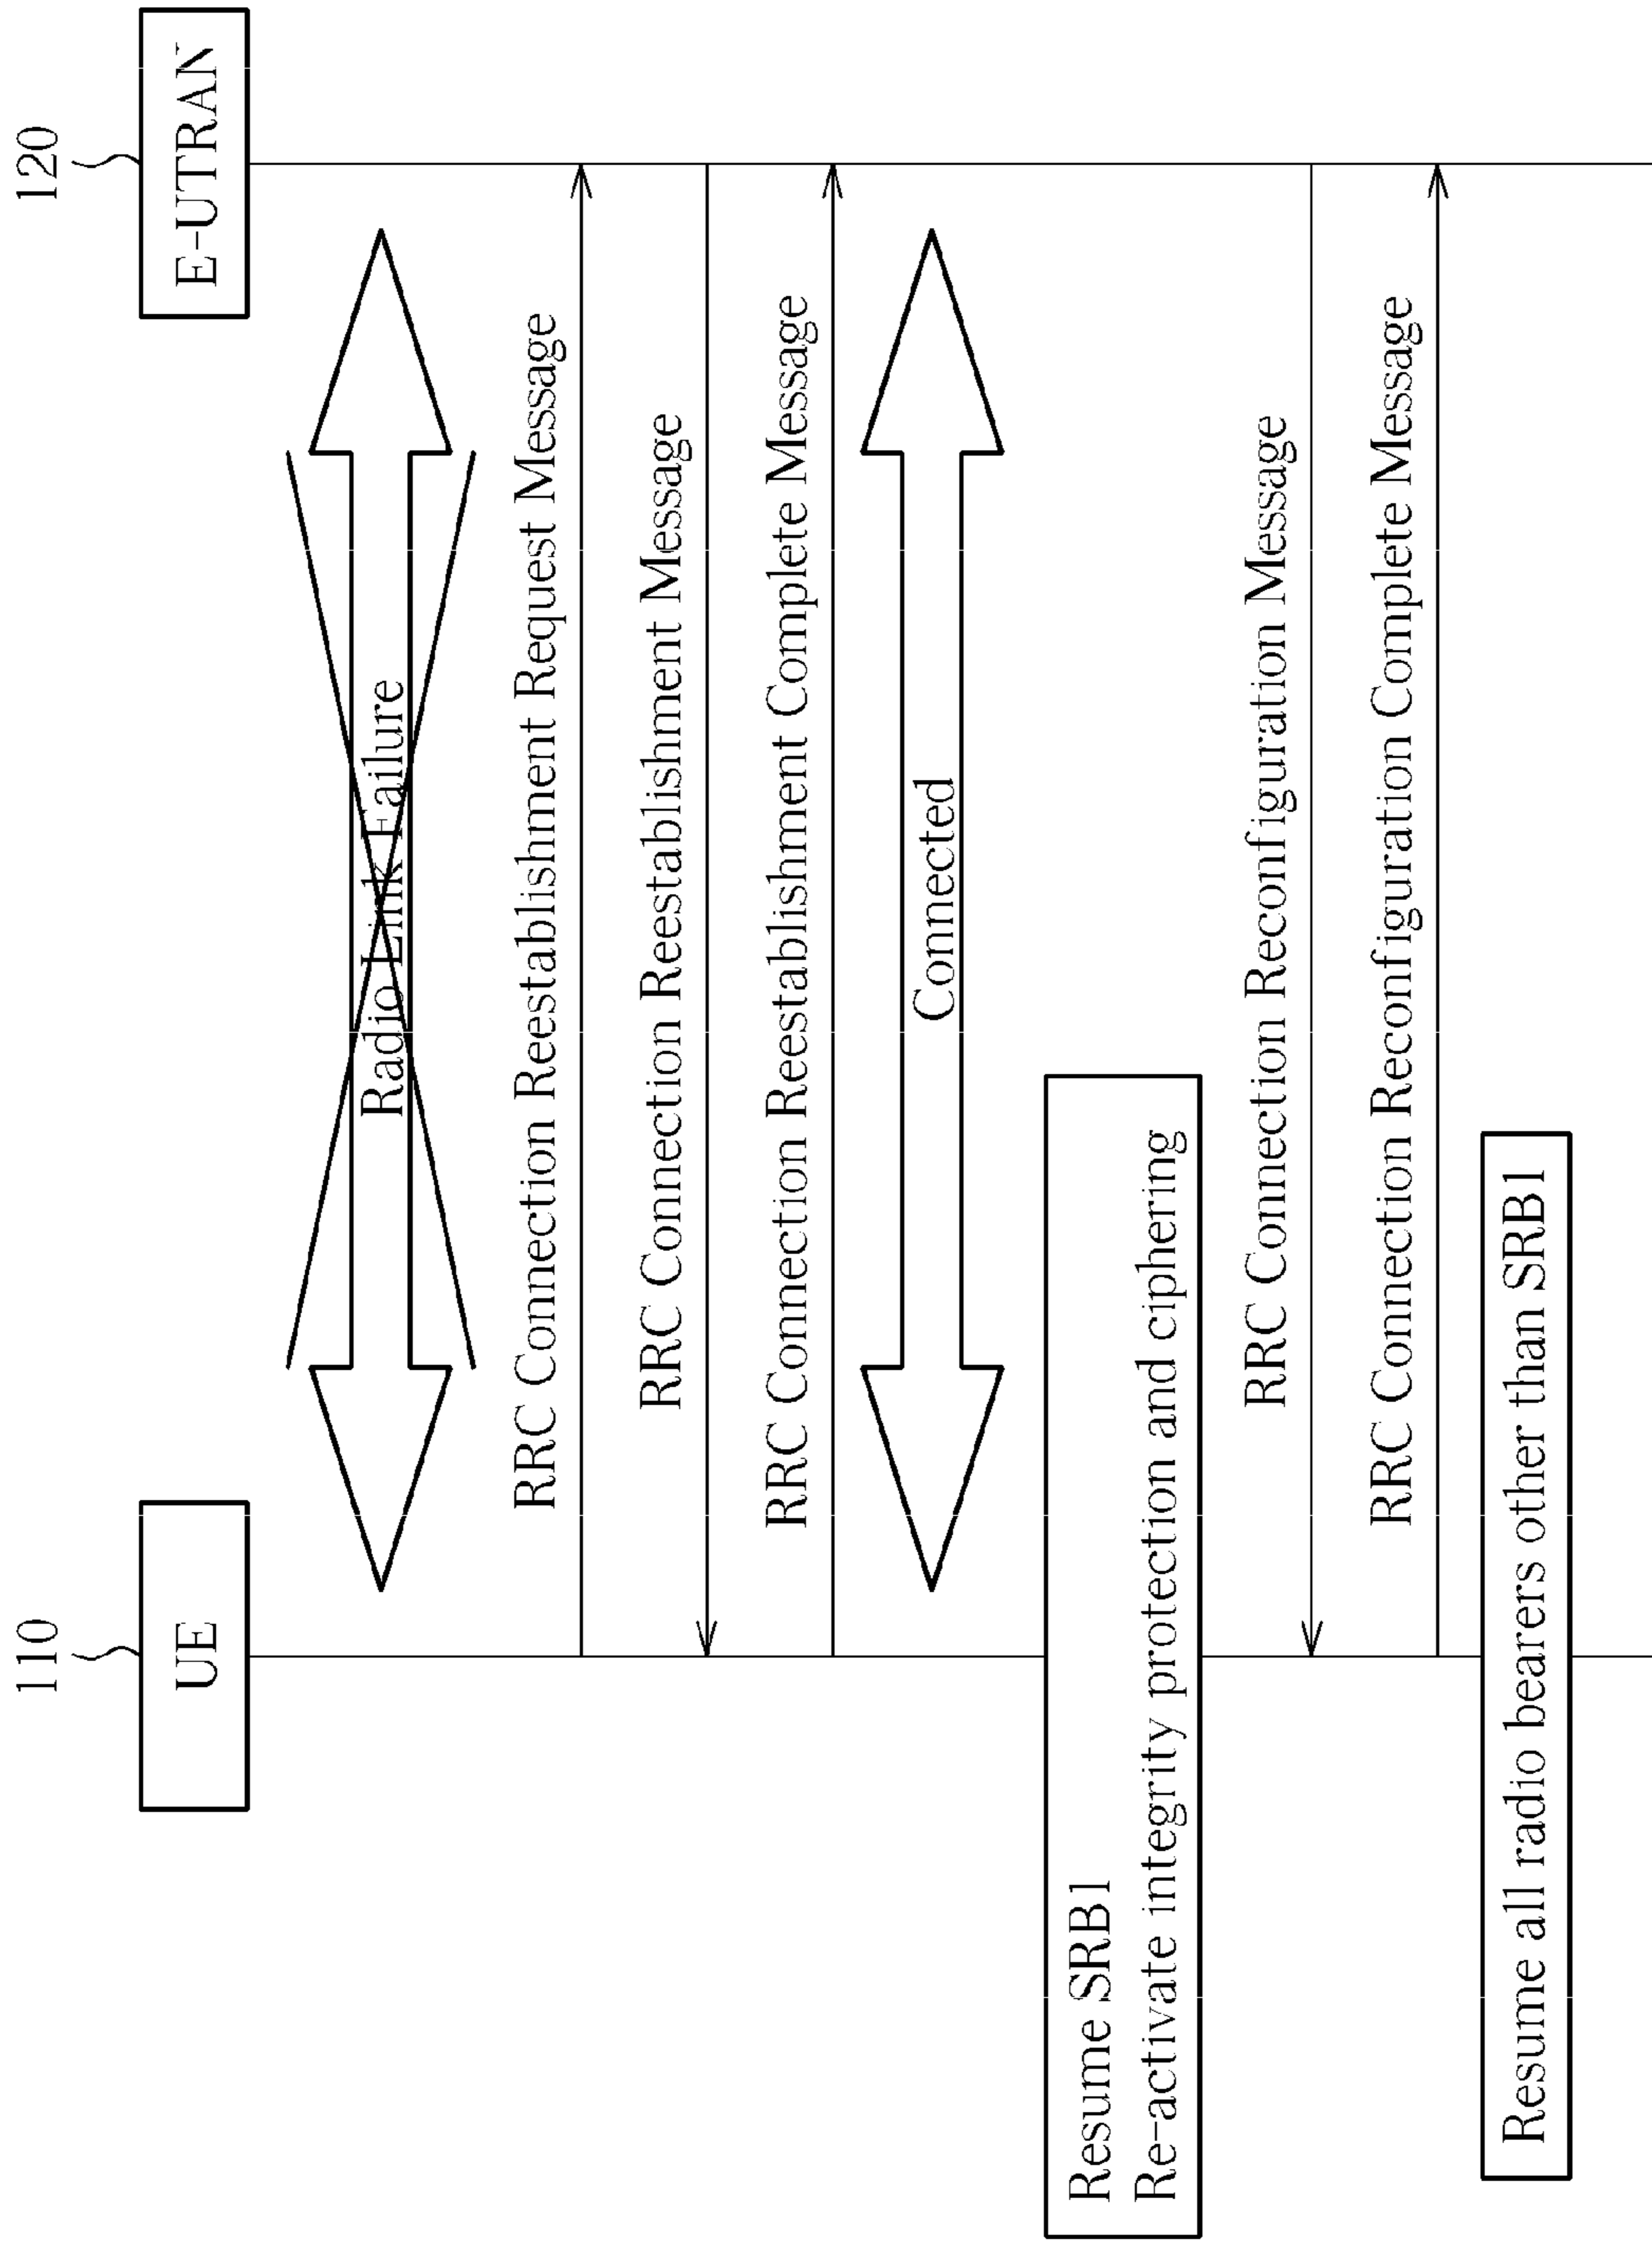 110
120
UE
E-UTRAN
Radio Link Failure
RRC Connection Reestablishment Request Message
RRC Connection Reestablishment Message
RRC Connection Reestablishment Complete Message
Connected
Resume SRB1
Re-activate integrity protection and ciphering
RRC Connection Reconfiguration Message
RRC Connection Reconfiguration Complete Message
Resume all radio bearers other than SRB1